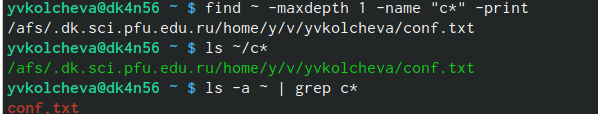 yvkolcheva@dk4n56 ~ $ find ~ -maxdepth 1 -name "c*" -print
/afs/.dk.sci.pfu.edu.ru/home/y/v/yvkolcheva/conf.txt
yvkolcheva@dk4n56 ~ $ ls ~/c*
/afs/.dk.sci.pfu.edu.ru/home/y/v/yvkolcheva/conf.txt
yvkolcheva@dk4n56 ~ $ ls -a ~ | grep c*
conf.txt